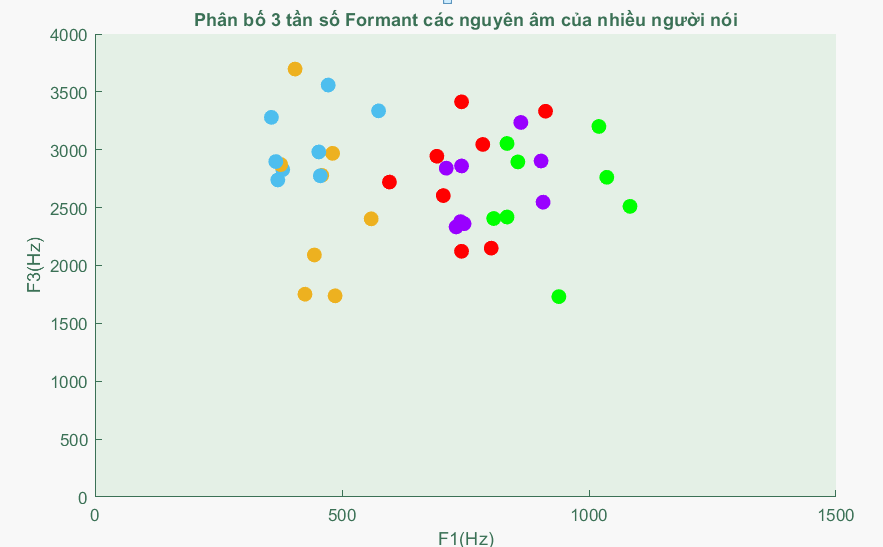 Phân bố 3 tần số Formant các nguyên âm của nhiều người nói
4000
3500
3000
2500
2000
1500
1000
500
0
F3(Hz)
0 500 1000 1500
F1(Hz)